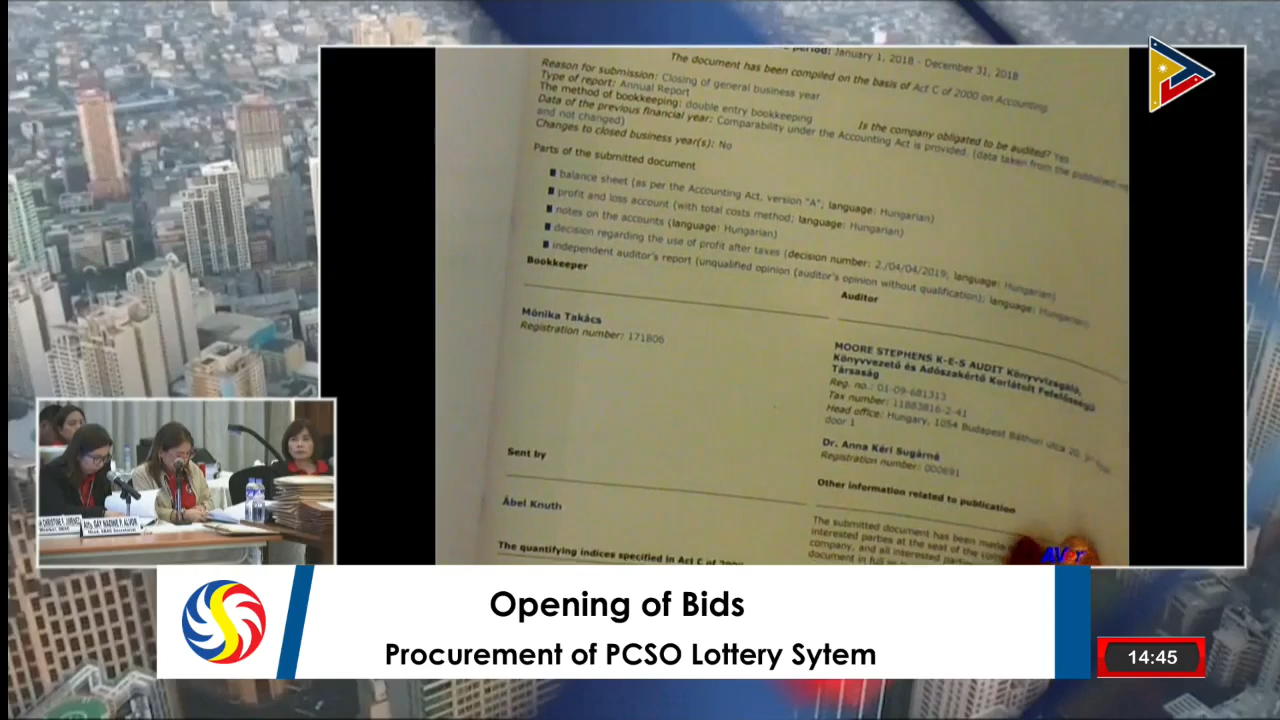 period: January 1, 2018 - December 31, 2018
The document has been compiled on the basis of Act C of 2000 on Accounting
Reason for submission: Closing of general business year
Type of report: Annual Report
The method of bookkeeping: double entry bookkeeping
Is the company obligated to be audited? Yes
Data of the previous financial year: Comparability under the Accounting Act is provided. (data taken from the published
and not changed)
Changes to closed business year(s): No
Parts of the submitted document
balance sheet (as per the Accounting Act, version "A"; language: Hungarian)
profit and loss account (with total costs method; language: Hungarian)
notes on the accounts (language: Hungarian)
decision regarding the use of profit after taxes (decision number: 2./04/04/2019; language: Hungarian)
independent auditor's report (unqualified opinion (auditor's opinion without qualification); language: Hungarian)
Bookkeeper
Auditor
Mónika Takács
Registration number: 171806
MOORE STEPHENS K-E-S AUDIT Könyvvizsgáló,
Könyvvezető és Adószakértő Korlátolt Felelősségű
Társaság
Reg. no.: 01-09-681313
Tax number: 11883816-2-41
Head office: Hungary, 1054 Budapest Báthori utca 20.
door 1
Dr. Anna Kéri Sugárné
Registration number: 000691
Sent by
Other information related to publication
Ábel Knuth
The submitted document has been
interested parties at the seat of the
company, and all interested parties
document in full
The quantifying indices specified in Act C of 2000
AVer
CHRISTINE F. JIMENEZ
Atty. GAY NADINE P. ALVOR
Opening of Bids
Procurement of PCSO Lottery Sytem
14:45